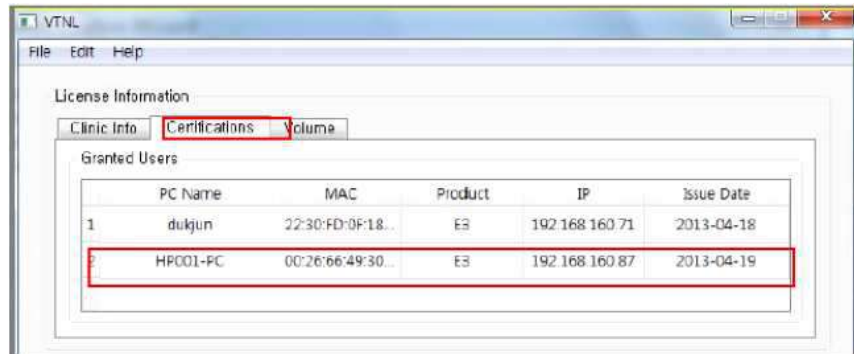 VTNL
File Edit Help
License Information
Clinic Info Certifications Volume
Granted Users
PC Name MAC Product IP Issue Date
1 dukjun 22:30:FD:0F:18... E3 192.168.160.71 2013-04-18
2 HP001-PC 00:26:66:49:30... E3 192.168.160.87 2013-04-19